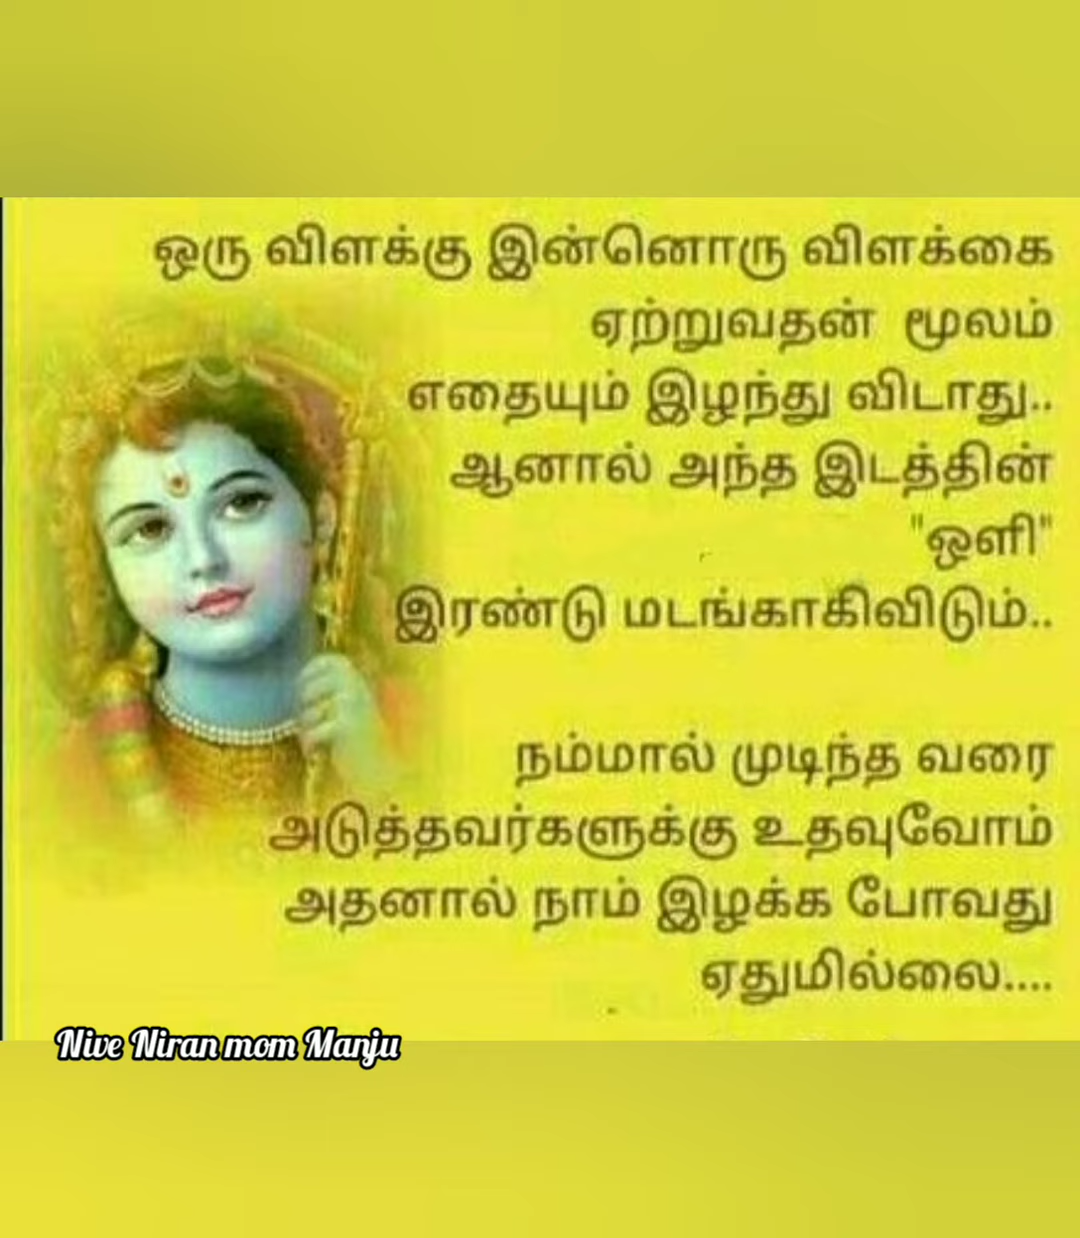 ஒரு விளக்கு இன்னொரு விளக்கை
ஏற்றுவதன் மூலம்
எதையும் இழந்து விடாது..
ஆனால் அந்த இடத்தின்
"ஒளி"
இரண்டு மடங்காகிவிடும்..
நம்மால் முடிந்த வரை
அடுத்தவர்களுக்கு உதவுவோம்
அதனால் நாம் இழக்க போவது
ஏதுமில்லை....
Nive Niran mom Manju